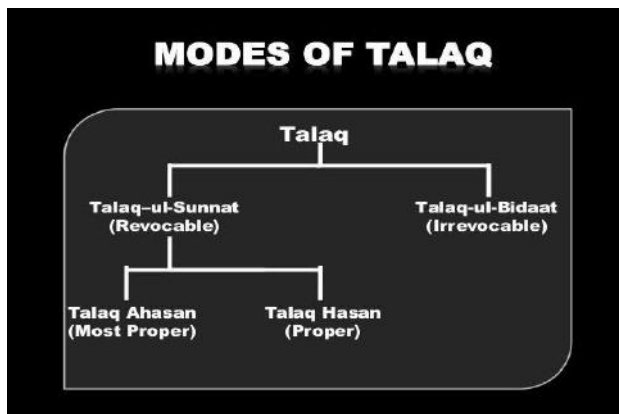 MODES OF TALAQ
Talaq
Talaq–ul-Sunnat
(Revocable)
Talaq-ul-Bidaat
(Irrevocable)
Talaq Ahasan
(Most Proper)
Talaq Hasan
(Proper)